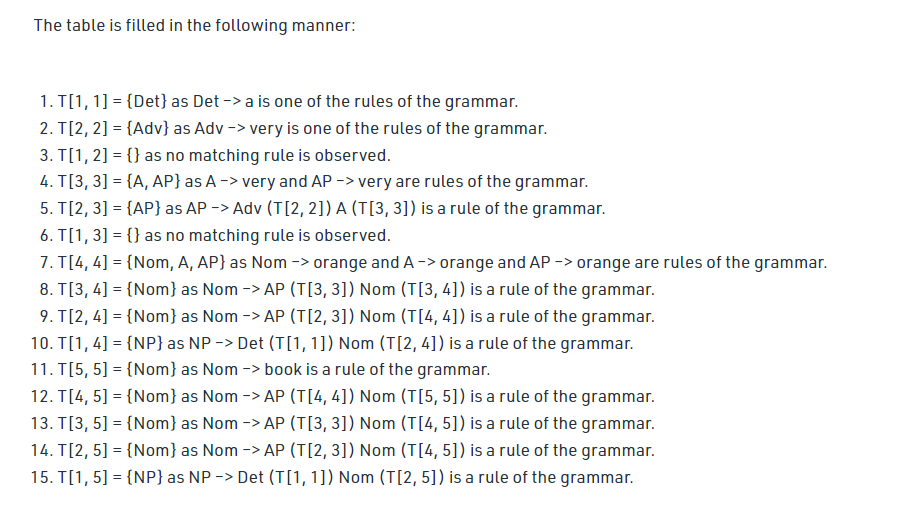 The table is filled in the following manner:
1. T[1, 1] = {Det} as Det -> a is one of the rules of the grammar.
2. T[2, 2] = {Adv} as Adv -> very is one of the rules of the grammar.
3. T[1, 2] = {} as no matching rule is observed.
4. T[3, 3] = {A, AP} as A -> very and AP -> very are rules of the grammar.
5. T[2, 3] = {AP} as AP -> Adv (T[2, 2]) A (T[3, 3]) is a rule of the grammar.
6. T[1, 3] = {} as no matching rule is observed.
7. T[4, 4] = {Nom, A, AP} as Nom -> orange and A -> orange and AP -> orange are rules of the grammar.
8. T[3, 4] = {Nom} as Nom -> AP (T[3, 3]) Nom (T[3, 4]) is a rule of the grammar.
9. T[2, 4] = {Nom} as Nom -> AP (T[2, 3]) Nom (T[4, 4]) is a rule of the grammar.
10. T[1, 4] = {NP} as NP -> Det (T[1, 1]) Nom (T[2, 4]) is a rule of the grammar.
11. T[5, 5] = {Nom} as Nom -> book is a rule of the grammar.
12. T[4, 5] = {Nom} as Nom -> AP (T[4, 4]) Nom (T[5, 5]) is a rule of the grammar.
13. T[3, 5] = {Nom} as Nom -> AP (T[3, 3]) Nom (T[4, 5]) is a rule of the grammar.
14. T[2, 5] = {Nom} as Nom -> AP (T[2, 3]) Nom (T[4, 5]) is a rule of the grammar.
15. T[1, 5] = {NP} as NP -> Det (T[1, 1]) Nom (T[2, 5]) is a rule of the grammar.